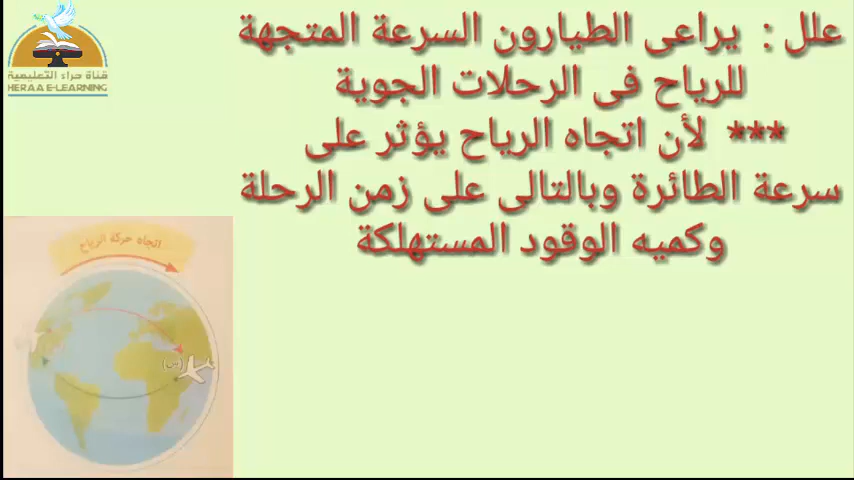 علل : يراعى الطيارون السرعة المتجهة
للرياح فى الرحلات الجوية
*** لأن اتجاه الرياح يؤثر على
سرعة الطائرة وبالتالى على زمن الرحلة
وكميه الوقود المستهلكة
قناة حراء التعليمية
HERAA E-LEARNING
اتجاه حركة الرياح
(س)